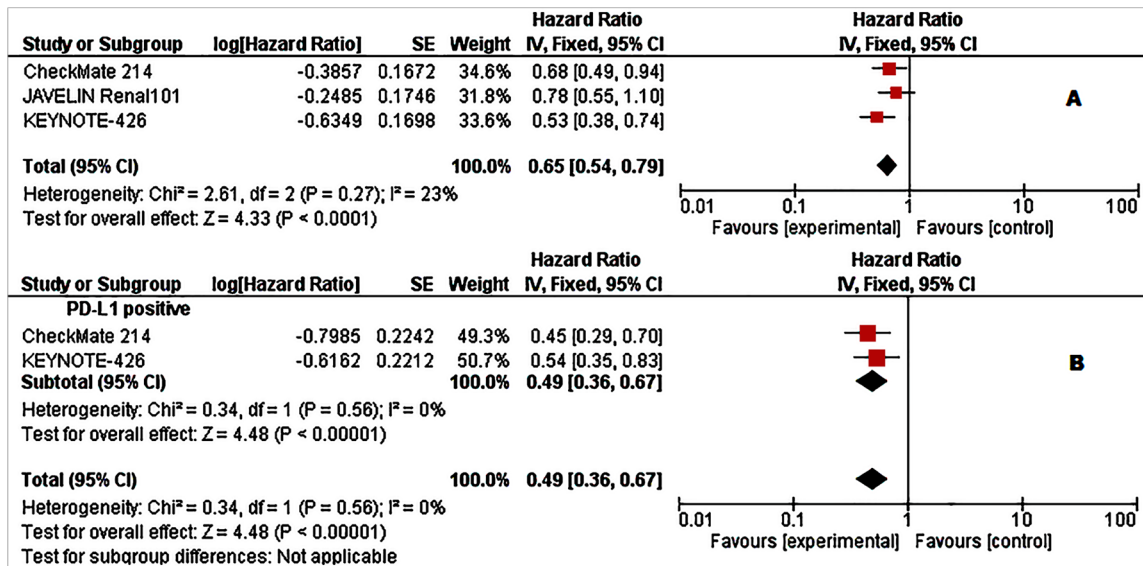 Hazard Ratio Hazard Ratio
Study or Subgroup log[Hazard Ratio] SE Weight IV, Fixed, 95% CI IV, Fixed, 95% CI
CheckMate 214 -0.3857 0.1672 34.6% 0.68 [0.49, 0.94]
JAVELIN Renal101 -0.2485 0.1746 31.8% 0.78 [0.55, 1.10] A
KEYNOTE-426 -0.6349 0.1698 33.6% 0.53 [0.38, 0.74]
Total (95% CI) 100.0% 0.65 [0.54, 0.79]
Heterogeneity: Chi² = 2.61, df = 2 (P = 0.27); I² = 23%
Test for overall effect: Z = 4.33 (P < 0.0001)
0.01 0.1 1 10 100
Favours [experimental] Favours [control]
Hazard Ratio Hazard Ratio
Study or Subgroup log[Hazard Ratio] SE Weight IV, Fixed, 95% CI IV, Fixed, 95% CI
PD-L1 positive
CheckMate 214 -0.7985 0.2242 49.3% 0.45 [0.29, 0.70]
KEYNOTE-426 -0.6162 0.2212 50.7% 0.54 [0.35, 0.83] B
Subtotal (95% CI) 100.0% 0.49 [0.36, 0.67]
Heterogeneity: Chi² = 0.34, df = 1 (P = 0.56); I² = 0%
Test for overall effect: Z = 4.48 (P < 0.00001)
Total (95% CI) 100.0% 0.49 [0.36, 0.67]
Heterogeneity: Chi² = 0.34, df = 1 (P = 0.56); I² = 0%
Test for overall effect: Z = 4.48 (P < 0.00001)
Test for subgroup differences: Not applicable
0.01 0.1 1 10 100
Favours [experimental] Favours [control]